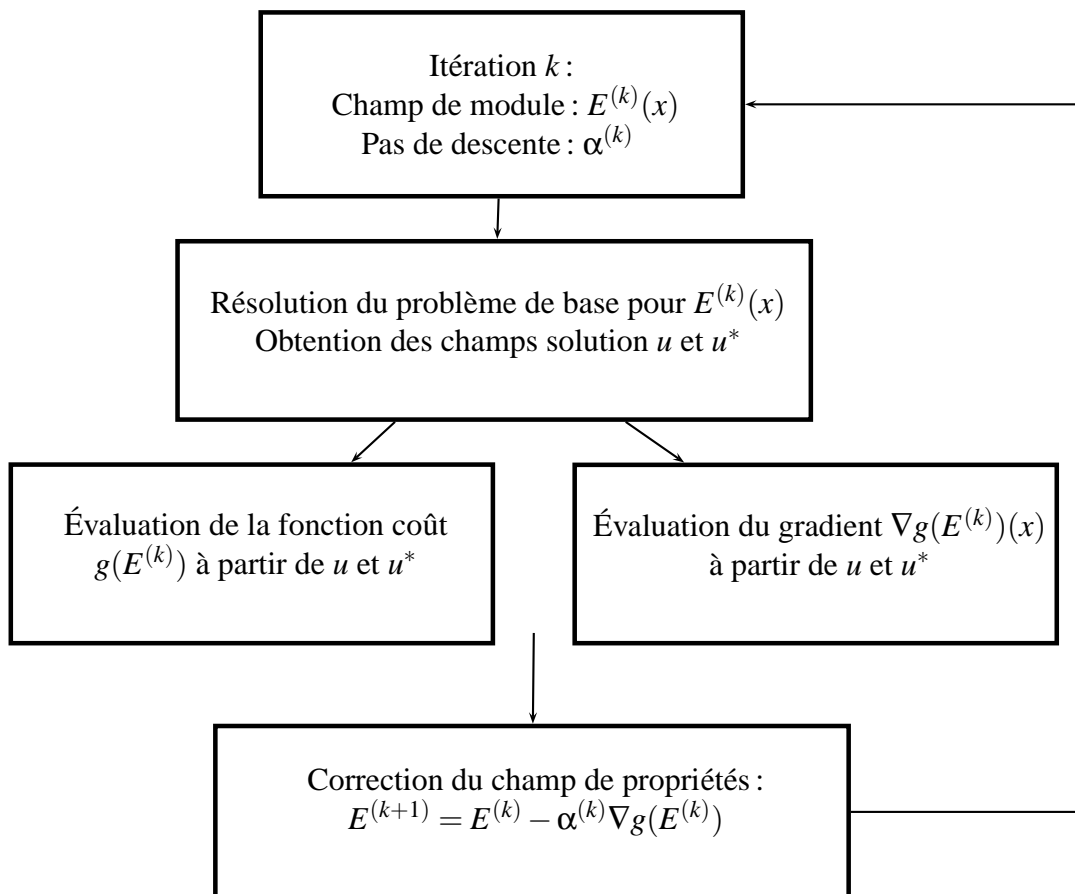 Itération k :
Champ de module : E^{(k)}(x)
Pas de descente : α^{(k)}
Résolution du problème de base pour E^{(k)}(x)
Obtention des champs solution u et u^*
Évaluation de la fonction coût
g(E^{(k)}) à partir de u et u^*
Évaluation du gradient ∇g(E^{(k)})(x)
à partir de u et u^*
Correction du champ de propriétés :
E^{(k+1)} = E^{(k)} − α^{(k)}∇g(E^{(k)})